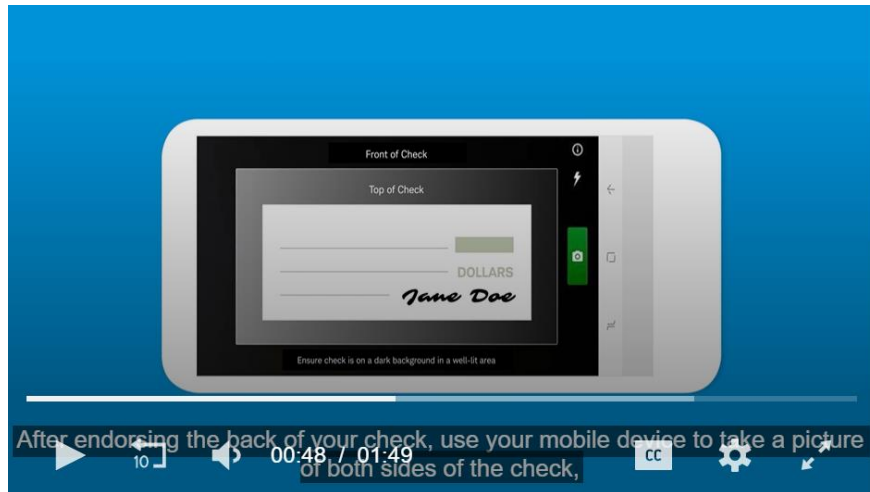 Front of Check
Top of Check
DOLLARS
Jane Doe
Ensure check is on a dark background in a well-lit area
After endorsing the back of your check, use your mobile device to take a picture
of both sides of the check,
10 00:48 / 01:49 CC